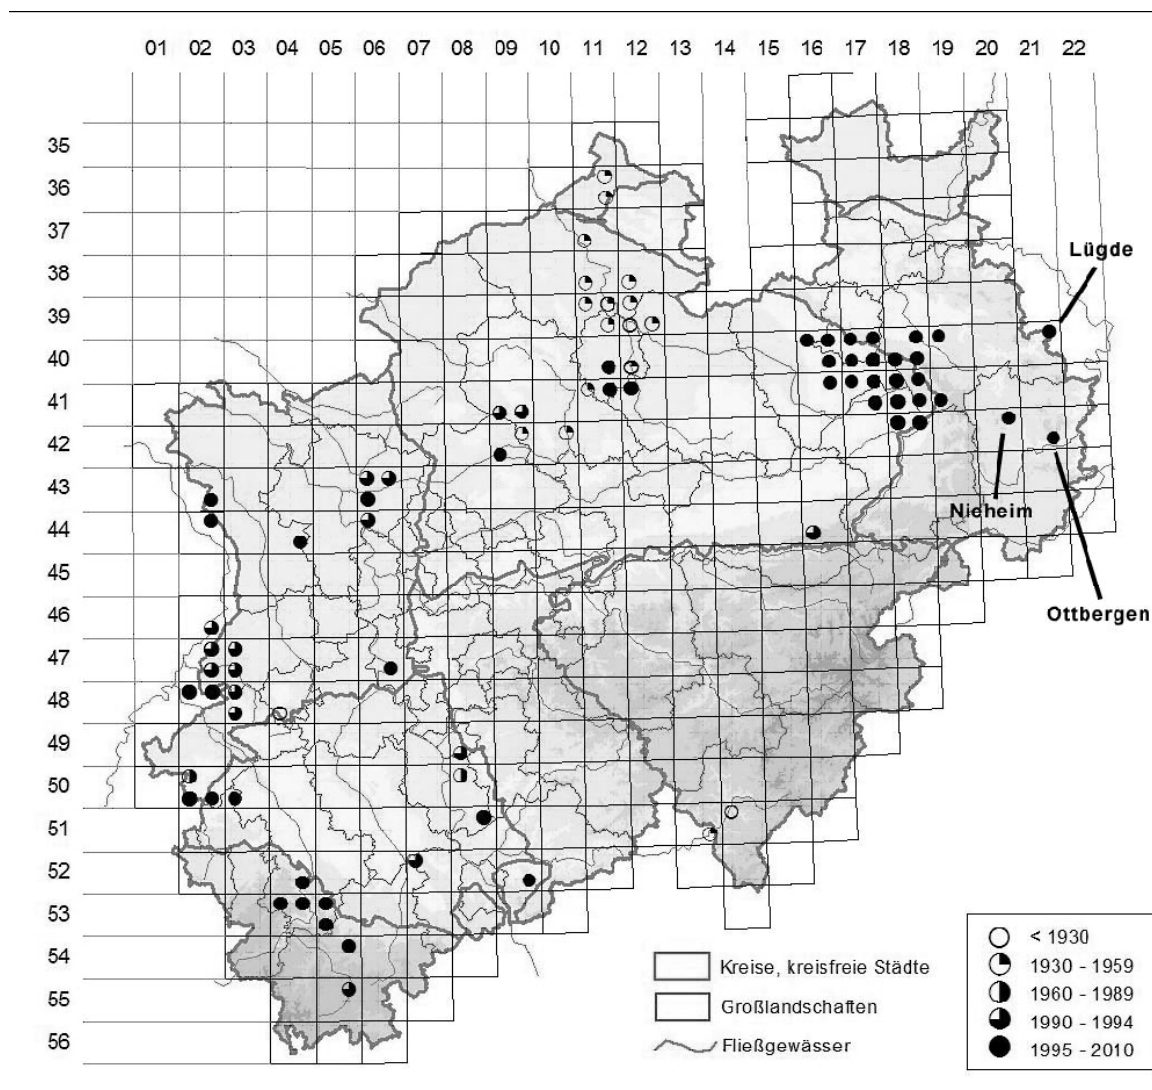 01 02 03 04 05 06 07 08 09 10 11 12 13 14 15 16 17 18 19 20 21 22
35
36
37
38
Lügde
39
40
41
42
43
Nieheim
44
45
Ottbergen
46
47
48
49
50
51
52
53
54
55
56
Kreise, kreisfreie Städte
Großlandschaften
Fließgewässer
< 1930
1930 - 1959
1960 - 1989
1990 - 1994
1995 - 2010